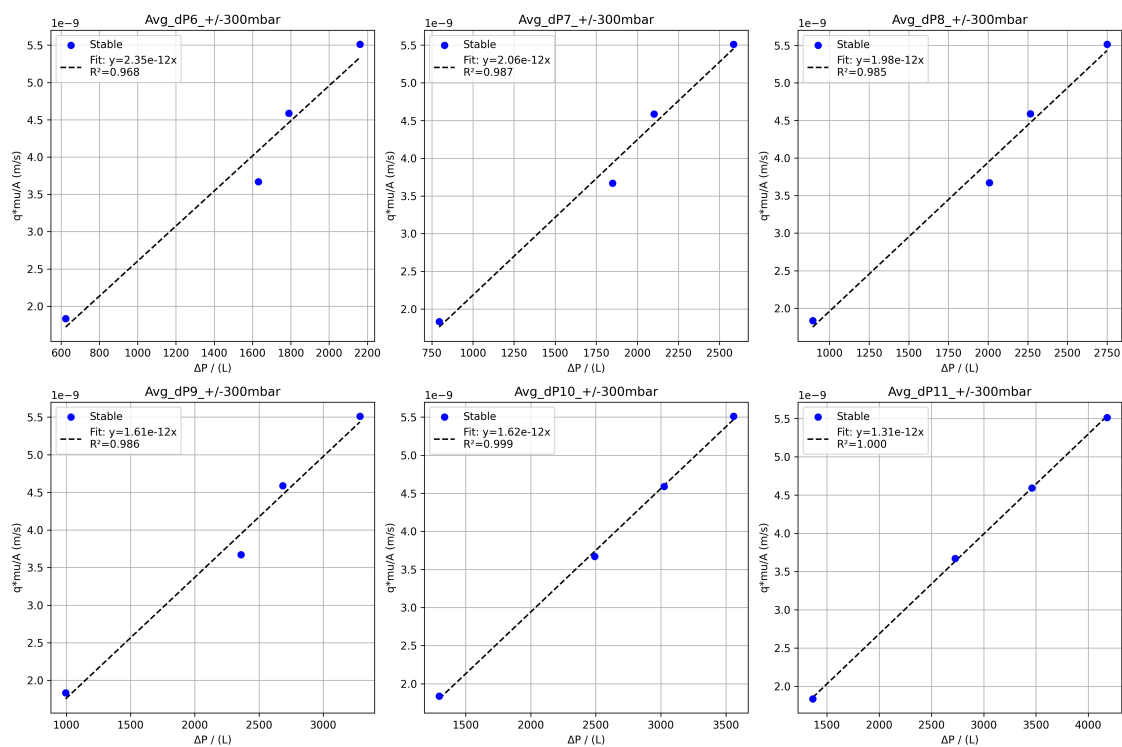 Avg_dP6_+/-300mbar
1e−9
Stable
Fit: y=2.35e-12x
R²=0.968
5.5
5.0
4.5
4.0
3.5
3.0
2.5
2.0
q*mu/A (m/s)
600 800 1000 1200 1400 1600 1800 2000 2200
ΔP / (L)
Avg_dP7_+/-300mbar
1e−9
Stable
Fit: y=2.06e-12x
R²=0.987
5.5
5.0
4.5
4.0
3.5
3.0
2.5
2.0
q*mu/A (m/s)
750 1000 1250 1500 1750 2000 2250 2500
ΔP / (L)
Avg_dP8_+/-300mbar
1e−9
Stable
Fit: y=1.98e-12x
R²=0.985
5.5
5.0
4.5
4.0
3.5
3.0
2.5
2.0
q*mu/A (m/s)
1000 1250 1500 1750 2000 2250 2500 2750
ΔP / (L)
Avg_dP9_+/-300mbar
1e−9
Stable
Fit: y=1.61e-12x
R²=0.986
5.5
5.0
4.5
4.0
3.5
3.0
2.5
2.0
q*mu/A (m/s)
1000 1500 2000 2500 3000
ΔP / (L)
Avg_dP10_+/-300mbar
1e−9
Stable
Fit: y=1.62e-12x
R²=0.999
5.5
5.0
4.5
4.0
3.5
3.0
2.5
2.0
q*mu/A (m/s)
1500 2000 2500 3000 3500
ΔP / (L)
Avg_dP11_+/-300mbar
1e−9
Stable
Fit: y=1.31e-12x
R²=1.000
5.5
5.0
4.5
4.0
3.5
3.0
2.5
2.0
q*mu/A (m/s)
1500 2000 2500 3000 3500 4000
ΔP / (L)